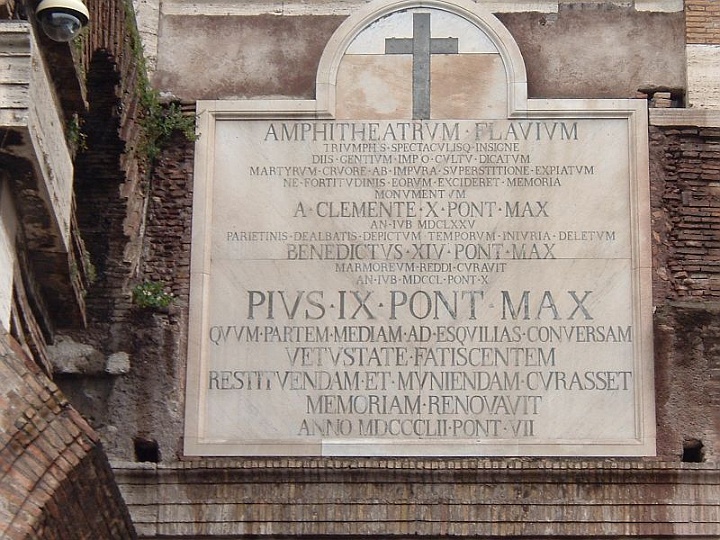 AMPHITHEATRVM · FLAVIVM
TRIVMPHIS · SPECTACVLISQ · INSIGNE
DIIS · GENTIVM · IMPIO · CVLTV · DICATVM
MARTYRVM · CRVORE · AB · IMPVRA · SVPERSTITIONE · EXPIATVM
NE · FORTITVDINIS · EORVM · EXCIDERET · MEMORIA
MONVMENTVM
A · CLEMENTE · X · PONT · MAX
AN · IVB MDCLXXV
PARIETINIS · DEALBATIS · DEPICTVM TEMPORVM · INIVRIA · DELETVM
BENEDICTVS · XIV · PONT · MAX
MARMOREVM · REDDI · CVRAVIT
AN · IVB · MDCCL · PONT · X
PIVS · IX · PONT · MAX
QVVM · PARTEM · MEDIAM · AD · ESQVILIAS · CONVERSAM
VETVSTATE · FATISCENTEM
RESTITVENDAM · ET · MVNIENDAM · CVRASSET
MEMORIAM · RENOVAVIT
ANNO MDCCCLII · PONT · VII